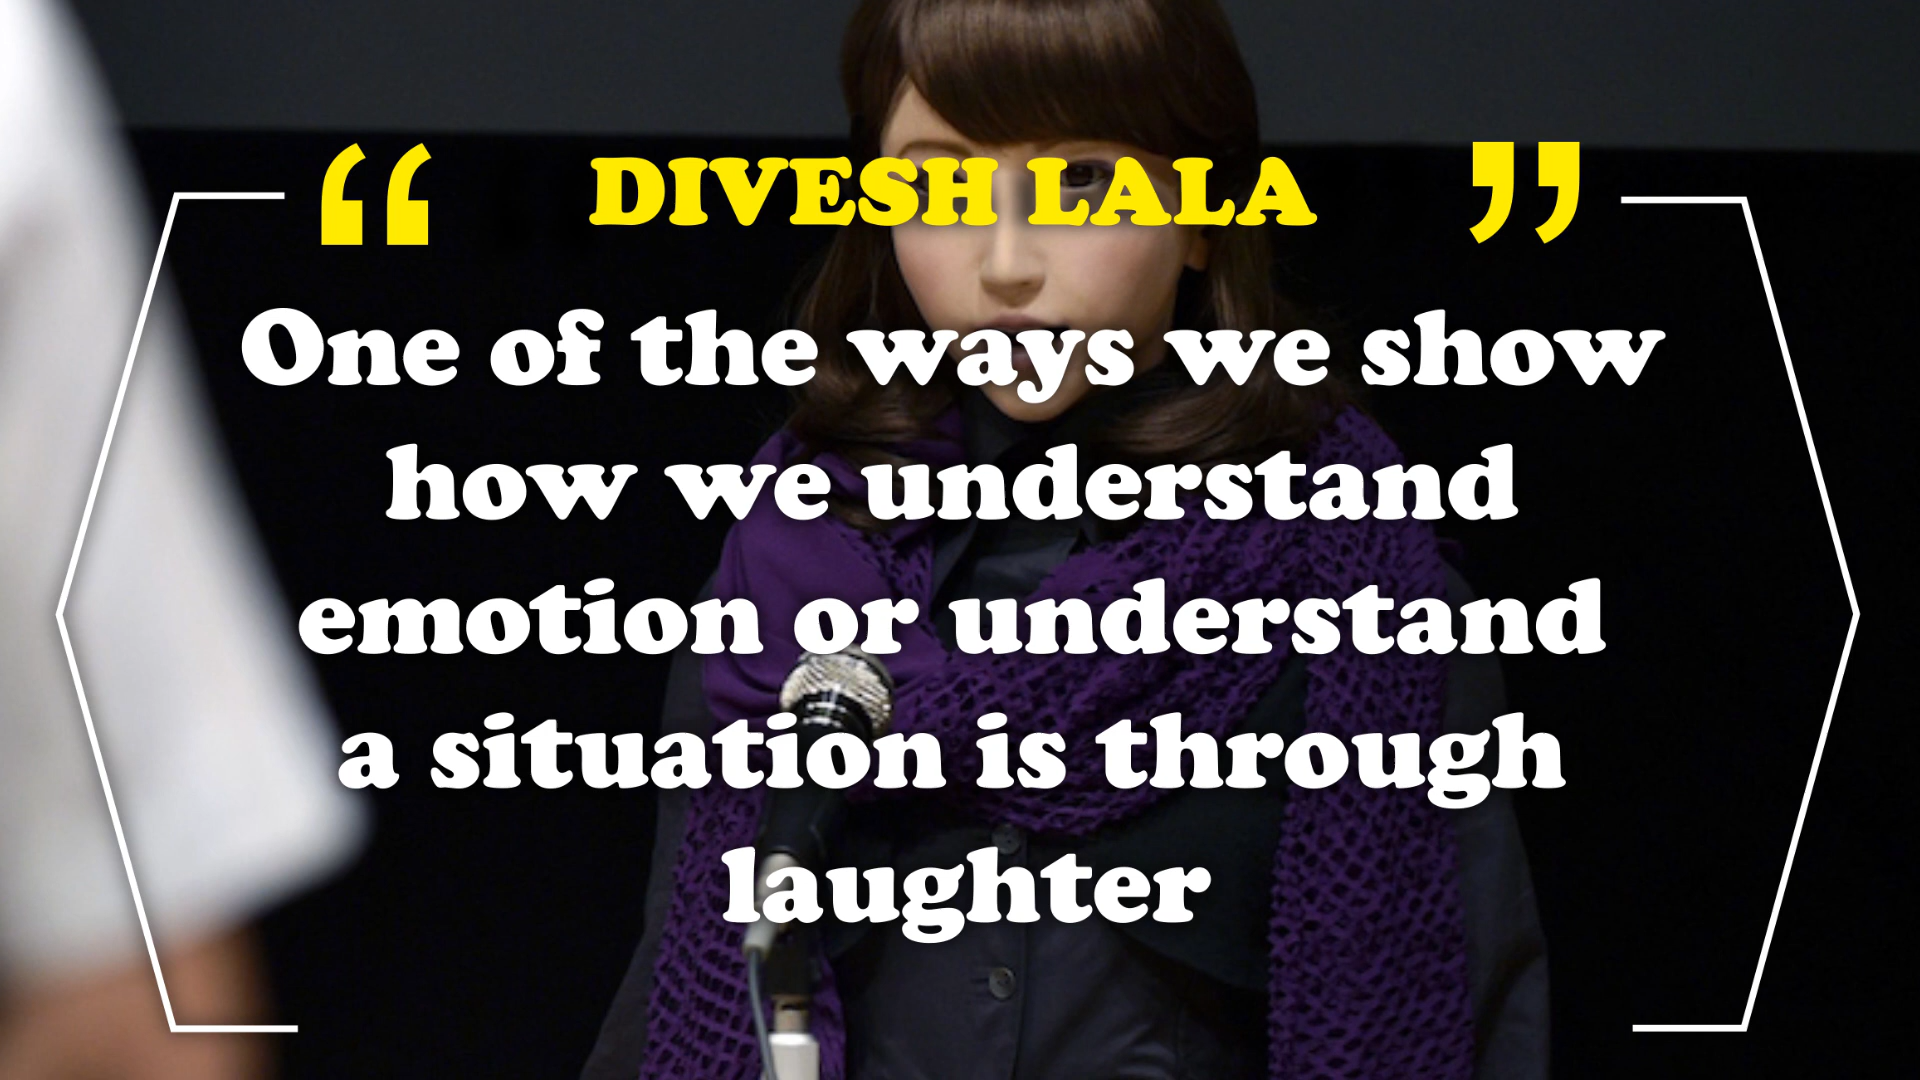 “ DIVESH LALA ”
One of the ways we show
how we understand
emotion or understand
a situation is through
laughter